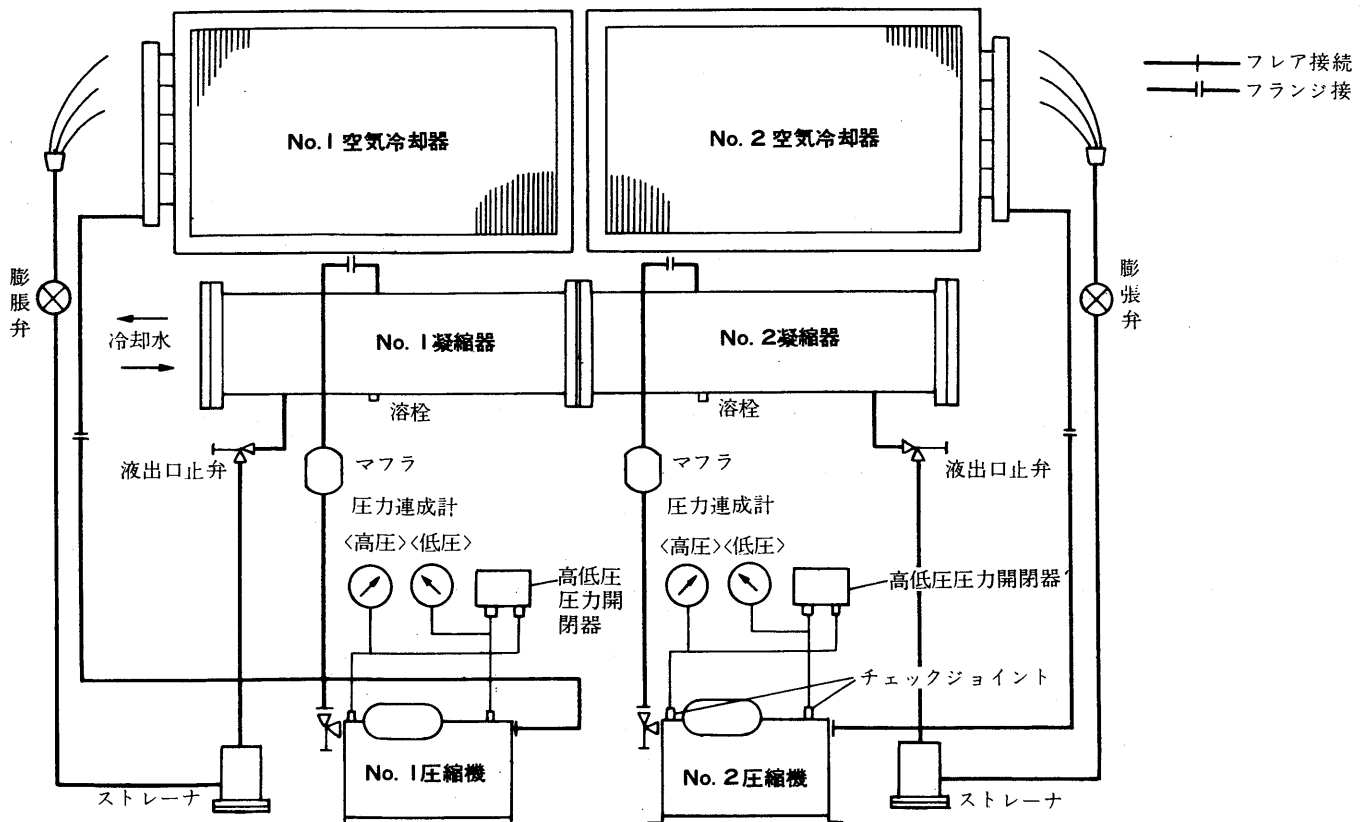 フレア接続
フランジ接
No.1 空気冷却器
No. 2 空気冷却器
膨
脹
弁
膨
張
弁
冷却水
No. 1凝縮器
No. 2凝縮器
溶栓
溶栓
液出口止弁
マフラ
マフラ
液出口止弁
圧力連成計
圧力連成計
〈高圧〉〈低圧〉
〈高圧〉〈低圧〉
高低圧
圧力開
閉器
高低圧圧力開閉器
チェックジョイント
No. 1圧縮機
No. 2圧縮機
ストレーナ
ストレーナ